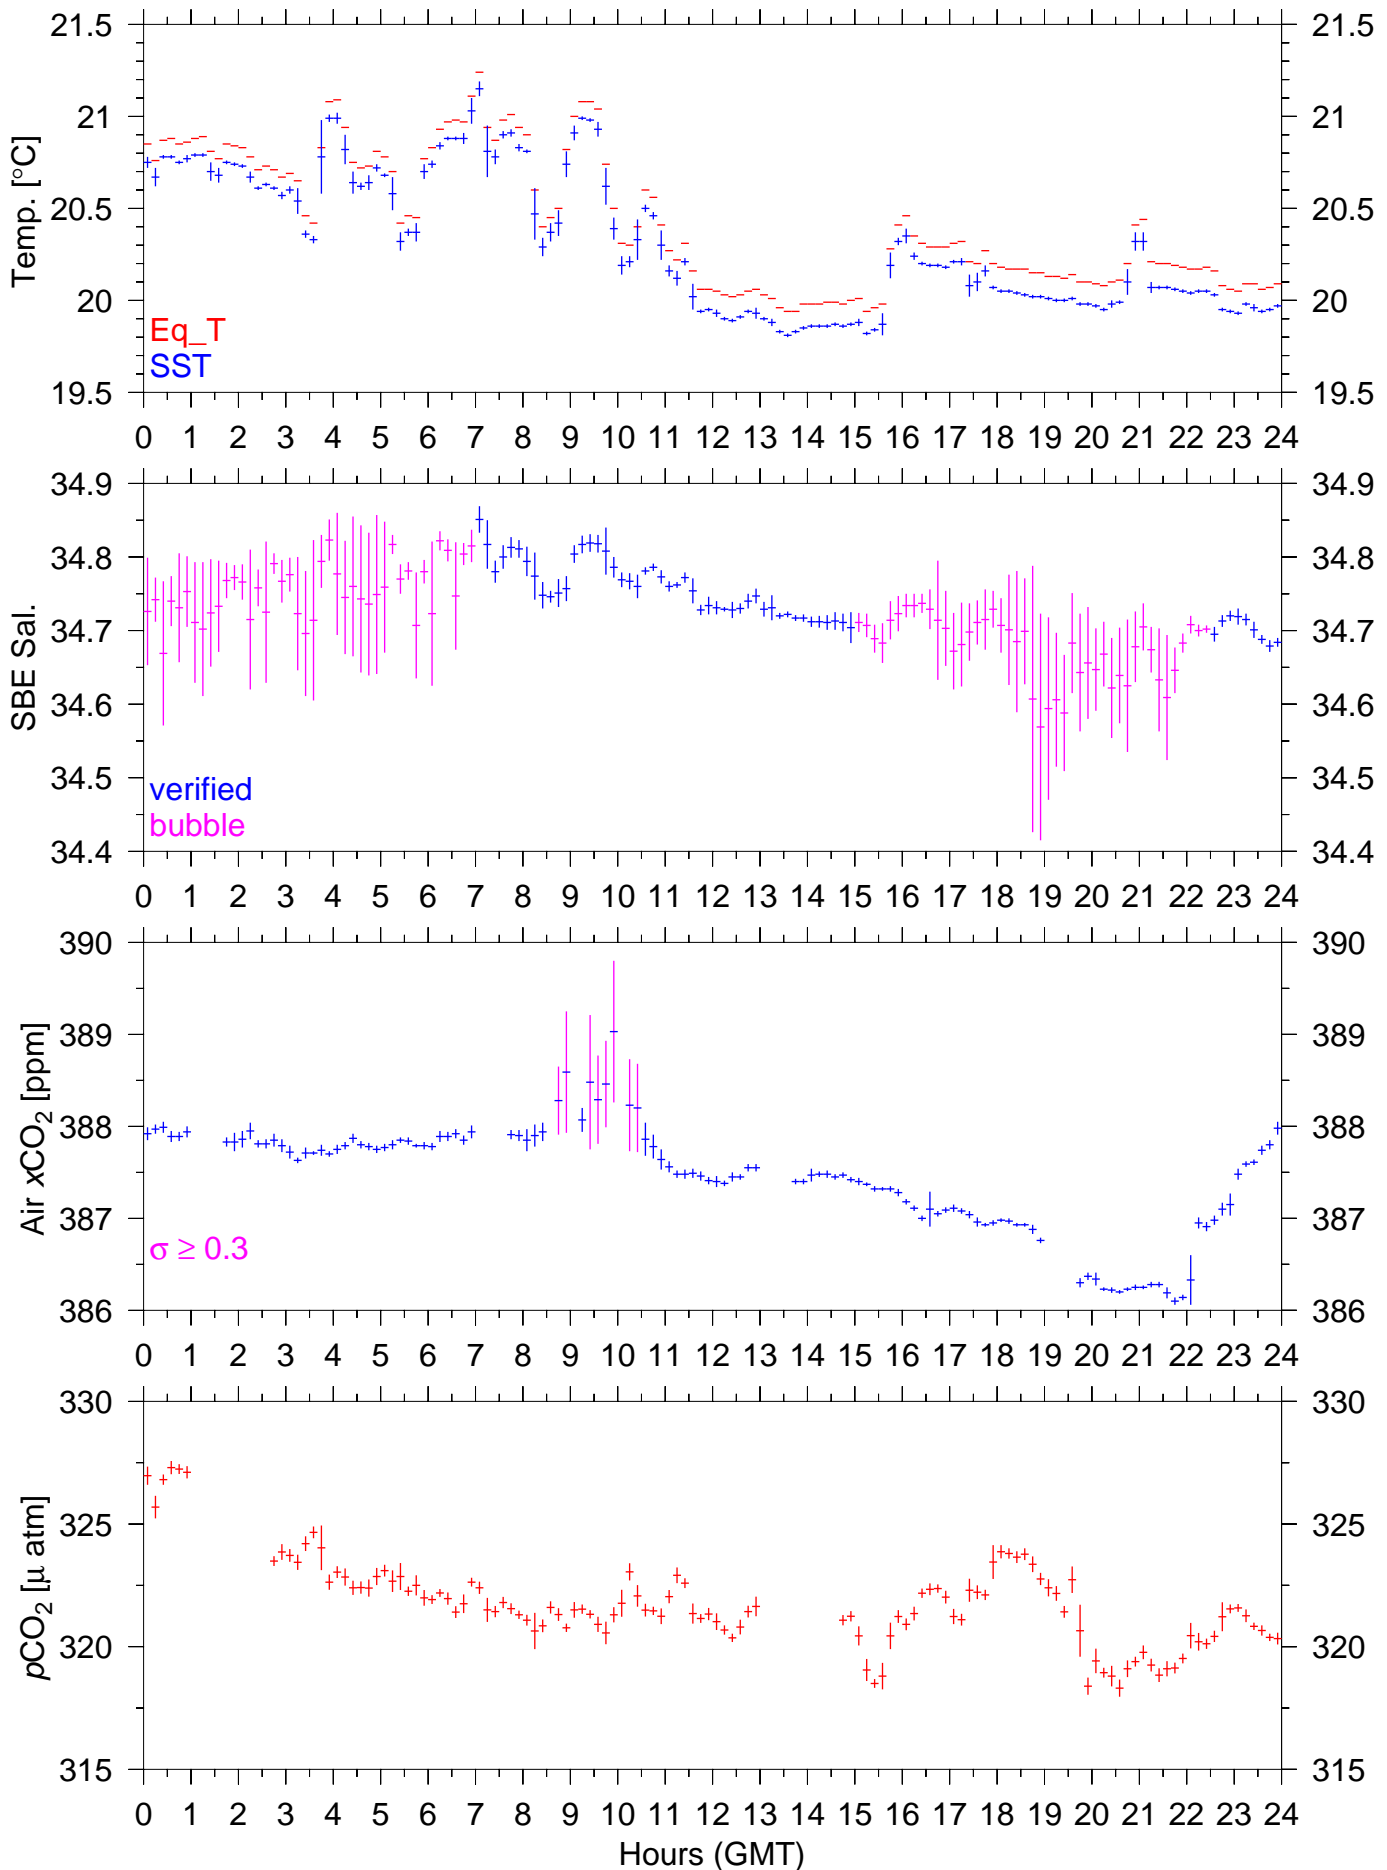 21.5 21.5
21 21
Temp. [°C]
20.5 20.5
20 20
Eq_T
SST
19.5 19.5
0 1 2 3 4 5 6 7 8 9 10 11 12 13 14 15 16 17 18 19 20 21 22 23 24
34.9 34.9
34.8 34.8
SBE Sal.
34.7 34.7
34.6 34.6
34.5 34.5
verified
bubble
34.4 34.4
0 1 2 3 4 5 6 7 8 9 10 11 12 13 14 15 16 17 18 19 20 21 22 23 24
390 390
389 389
Air xCO₂ [ppm]
388 388
387 387
σ ≥ 0.3
386 386
0 1 2 3 4 5 6 7 8 9 10 11 12 13 14 15 16 17 18 19 20 21 22 23 24
330 330
325 325
pCO₂ [μ atm]
320 320
315 315
0 1 2 3 4 5 6 7 8 9 10 11 12 13 14 15 16 17 18 19 20 21 22 23 24
Hours (GMT)